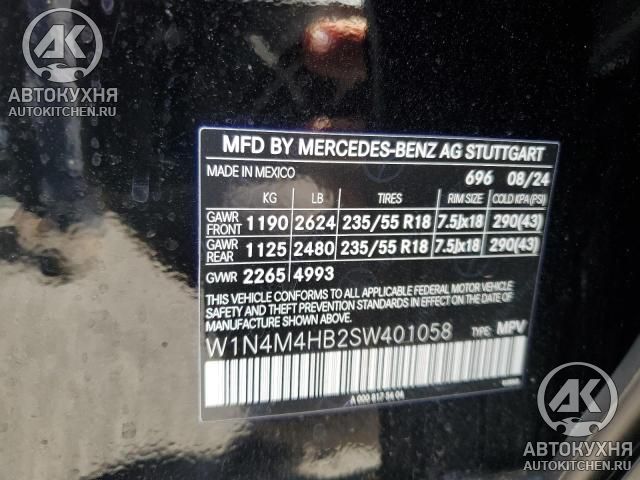 AK
АВТОКУХНЯ
AUTOKITCHEN.RU
MFD BY MERCEDES-BENZ AG STUTTGART
MADE IN MEXICO 696 08/24
KG LB TIRES RIM SIZE COLD KPA(PSI)
GAWR FRONT 1190 2624 235/55 R18 7.5Jx18 290(43)
GAWR REAR 1125 2480 235/55 R18 7.5Jx18 290(43)
GVWR 2265 4993
THIS VEHICLE CONFORMS TO ALL APPLICABLE
FEDERAL MOTOR VEHICLE
SAFETY AND THEFT PREVENTION STANDARDS IN EFFECT ON THE DATE OF
MANUFACTURE SHOWN ABOVE.
W1N4M4HB2SW401058 TYPE: MPV
A 000 817 54 04
AK
АВТОКУХНЯ
AUTOKITCHEN.RU